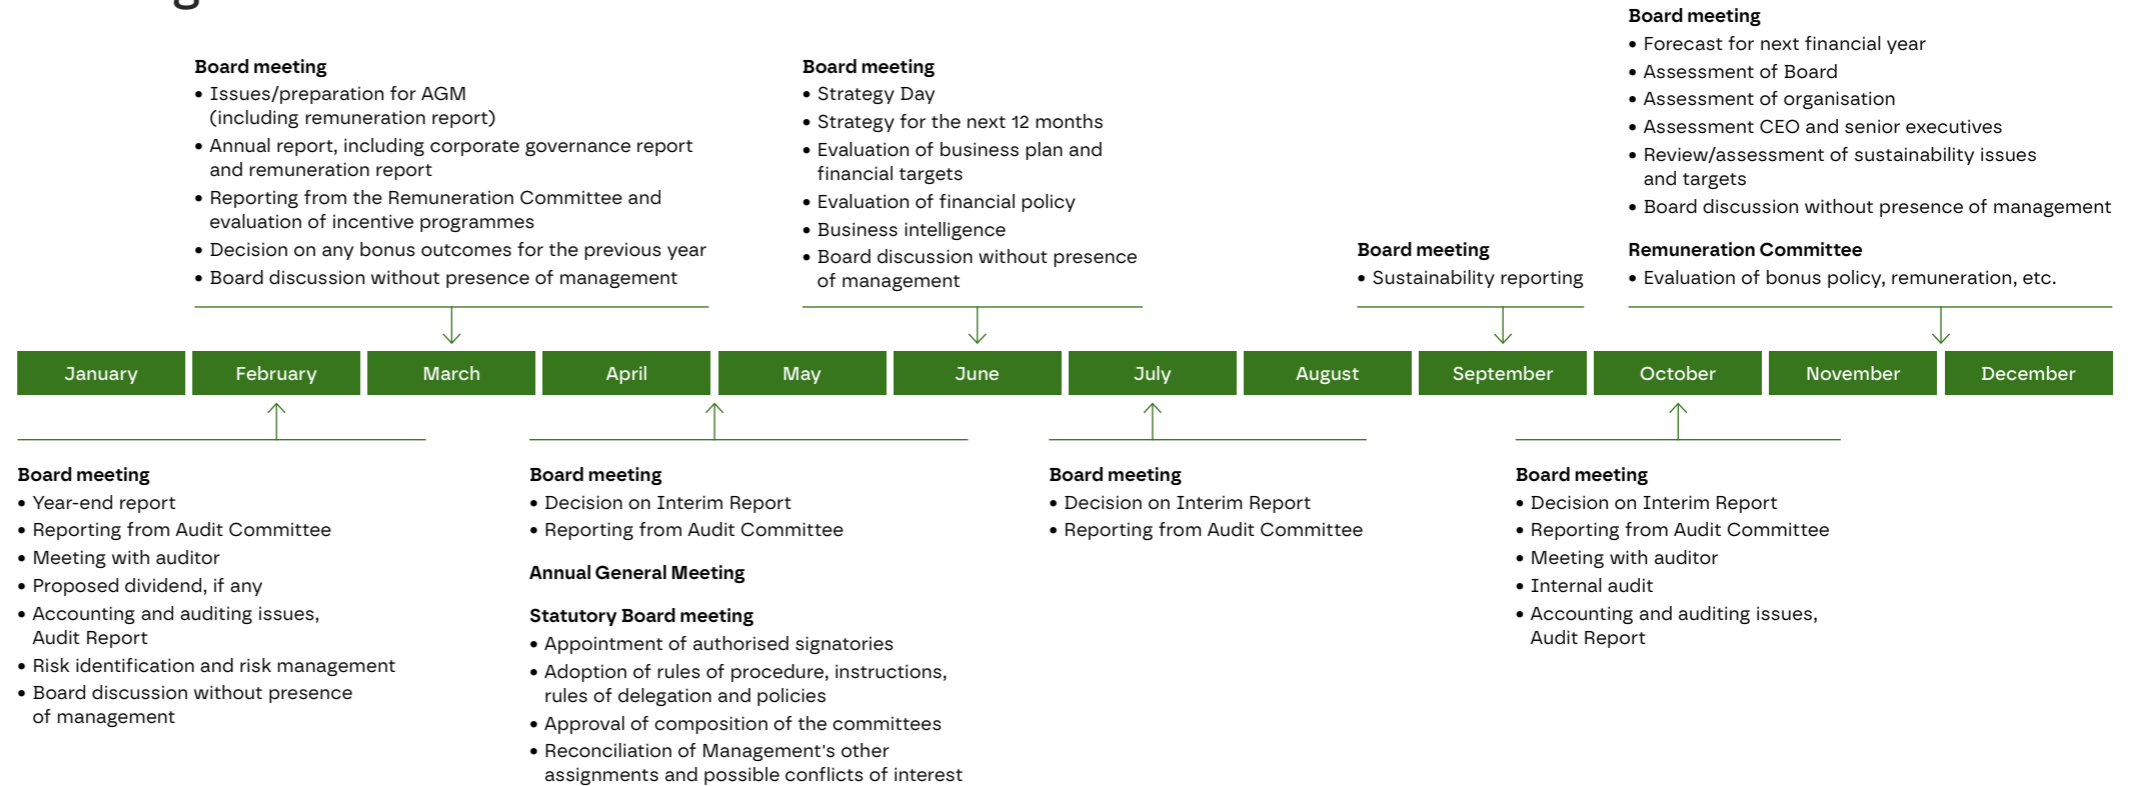 Board meeting
• Issues/preparation for AGM
(including remuneration report)
• Annual report, including corporate governance report
and remuneration report
• Reporting from the Remuneration Committee and
evaluation of incentive programmes
• Decision on any bonus outcomes for the previous year
• Board discussion without presence of management
Board meeting
• Strategy Day
• Strategy for the next 12 months
• Evaluation of business plan and
financial targets
• Evaluation of financial policy
• Business intelligence
• Board discussion without presence
of management
Board meeting
• Sustainability reporting
Board meeting
• Forecast for next financial year
• Assessment of Board
• Assessment of organisation
• Assessment CEO and senior executives
• Review/assessment of sustainability issues
and targets
• Board discussion without presence of management
Remuneration Committee
• Evaluation of bonus policy, remuneration, etc.
January
February
March
April
May
June
July
August
September
October
November
December
Board meeting
• Year-end report
• Reporting from Audit Committee
• Meeting with auditor
• Proposed dividend, if any
• Accounting and auditing issues,
Audit Report
• Risk identification and risk management
• Board discussion without presence
of management
Board meeting
• Decision on Interim Report
• Reporting from Audit Committee
Annual General Meeting
Statutory Board meeting
• Appointment of authorised signatories
• Adoption of rules of procedure, instructions,
rules of delegation and policies
• Approval of composition of the committees
• Reconciliation of Management's other
assignments and possible conflicts of interest
Board meeting
• Decision on Interim Report
• Reporting from Audit Committee
Board meeting
• Decision on Interim Report
• Reporting from Audit Committee
• Meeting with auditor
• Internal audit
• Accounting and auditing issues,
Audit Report